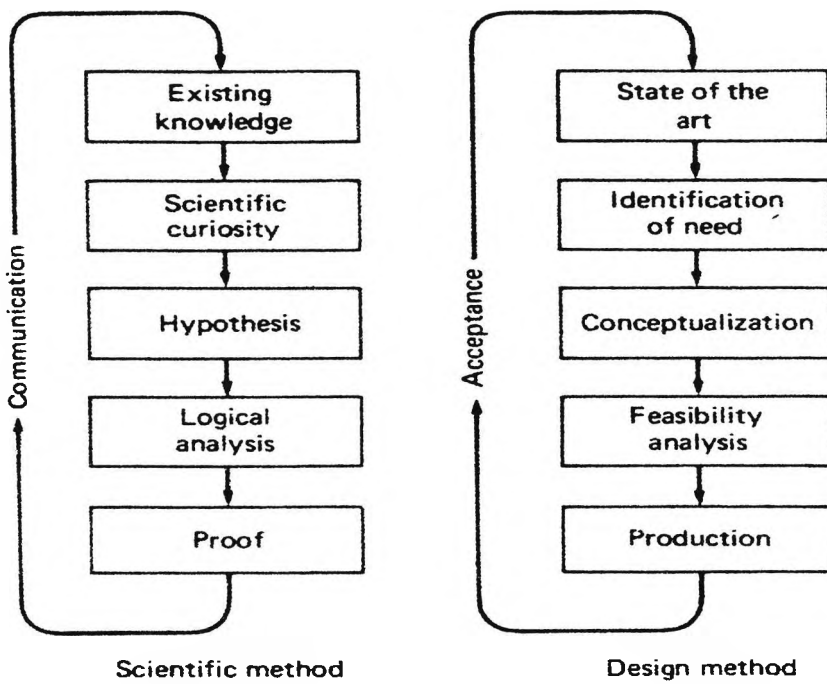 Existing
knowledge
Scientific
curiosity
Hypothesis
Logical
analysis
Proof
Communication
Scientific method
State of the
art
Identification
of need
Conceptualization
Feasibility
analysis
Production
Acceptance
Design method